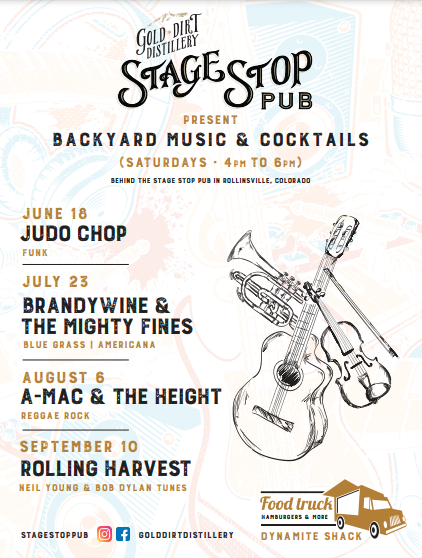 GOLD · DIRT
DISTILLERY
STAGE STOP
PUB
PRESENT
BACKYARD MUSIC & COCKTAILS
(SATURDAYS · 4PM TO 6PM)
BEHIND THE STAGE STOP PUB IN ROLLINSVILLE, COLORADO
JUNE 18
JUDO CHOP
FUNK
JULY 23
BRANDYWINE &
THE MIGHTY FINES
BLUE GRASS | AMERICANA
AUGUST 6
A-MAC & THE HEIGHT
REGGAE ROCK
SEPTEMBER 10
ROLLING HARVEST
NEIL YOUNG & BOB DYLAN TUNES
Food truck
HAMBURGERS & MORE
DYNAMITE SHACK
STAGESTOPPUB GOLDDIRTDISTILLERY